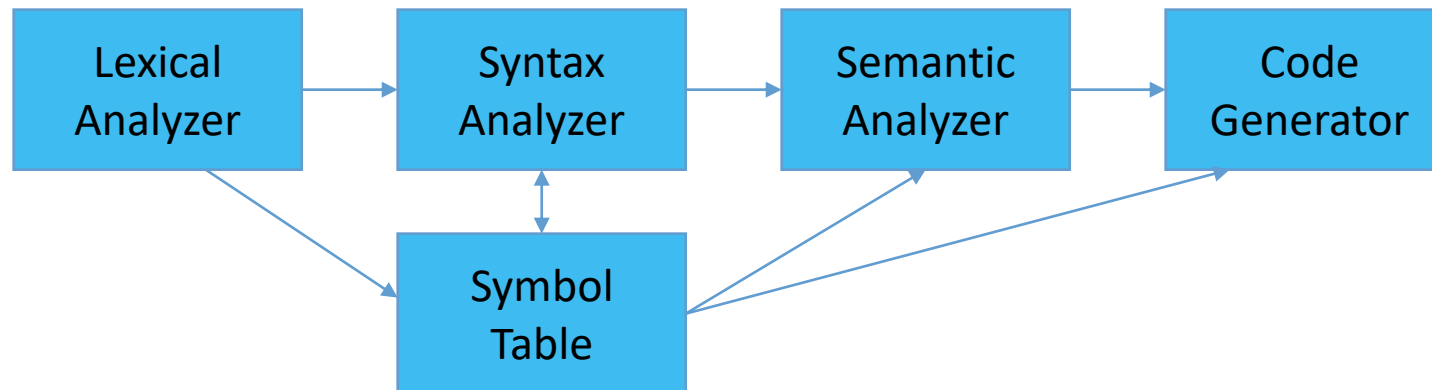 Lexical
Analyzer
Syntax
Analyzer
Semantic
Analyzer
Code
Generator
Symbol
Table